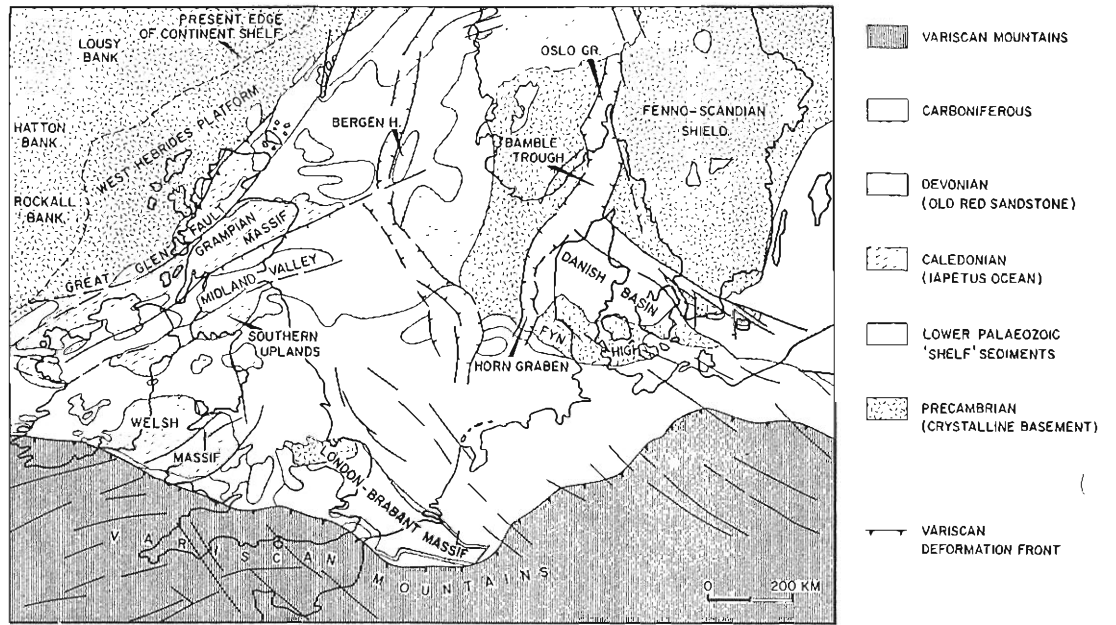 PRESENT EDGE
OF CONTINENT SHELF
LOUSY
BANK
HATTON
BANK
ROCKALL
BANK
WEST HEBRIDES PLATFORM
GREAT GLEN FAUL
GRAMPIAN
MASSIF
MIDLAND VALLEY
SOUTHERN
UPLANDS
BERGEN H.
OSLO GR.
BAMBLE
TROUGH
FENNO-SCANDIAN
SHIELD
DANISH
BASIN
FYN
HIGH
HORN GRABEN
WELSH
MASSIF
LONDON-BRABANT MASSIF
VARISCAN
MOUNTAINS
0 200 KM
VARISCAN MOUNTAINS
CARBONIFEROUS
DEVONIAN
(OLD RED SANDSTONE)
CALEDONIAN
(IAPETUS OCEAN)
LOWER PALAEOZOIC
'SHELF' SEDIMENTS
PRECAMBRIAN
(CRYSTALLINE BASEMENT)
(
VARISCAN
DEFORMATION FRONT